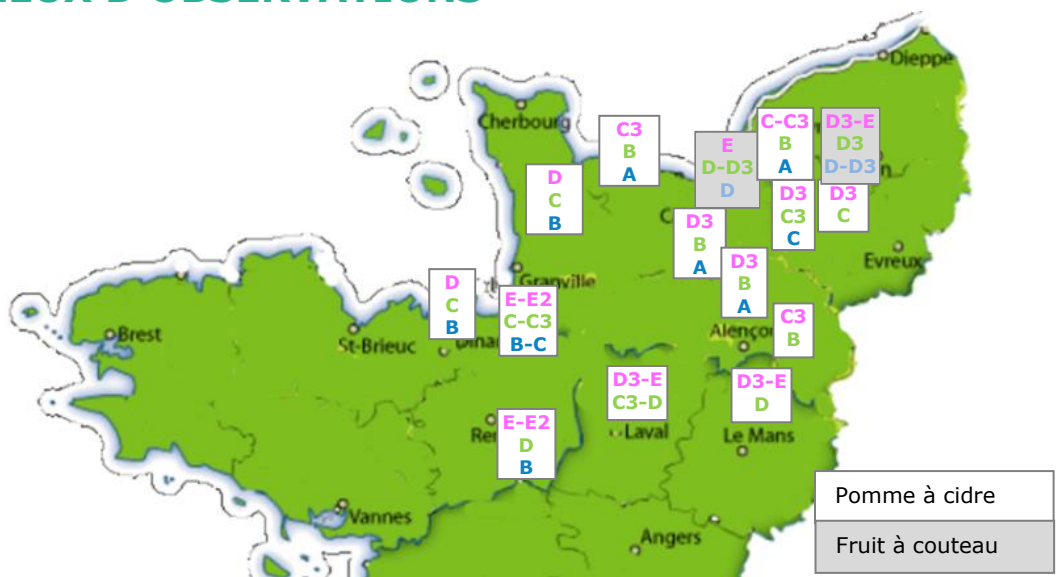 Dieppe
Cherbourg
C3
B
A
E
D-D3
D
C-C3
B
A
D3-E
D3
D-D3
D
C
B
D3
B
A
D3
C3
C
D3
C
Evreux
Granville
D3
B
A
D
C
B
E-E2
C-C3
B-C
Brest
St-Brieuc
C3
B
D3-E
C3-D
D3-E
D
E-E2
D
B
Laval
Le Mans
Vannes
Angers
Pomme à cidre
Fruit à couteau